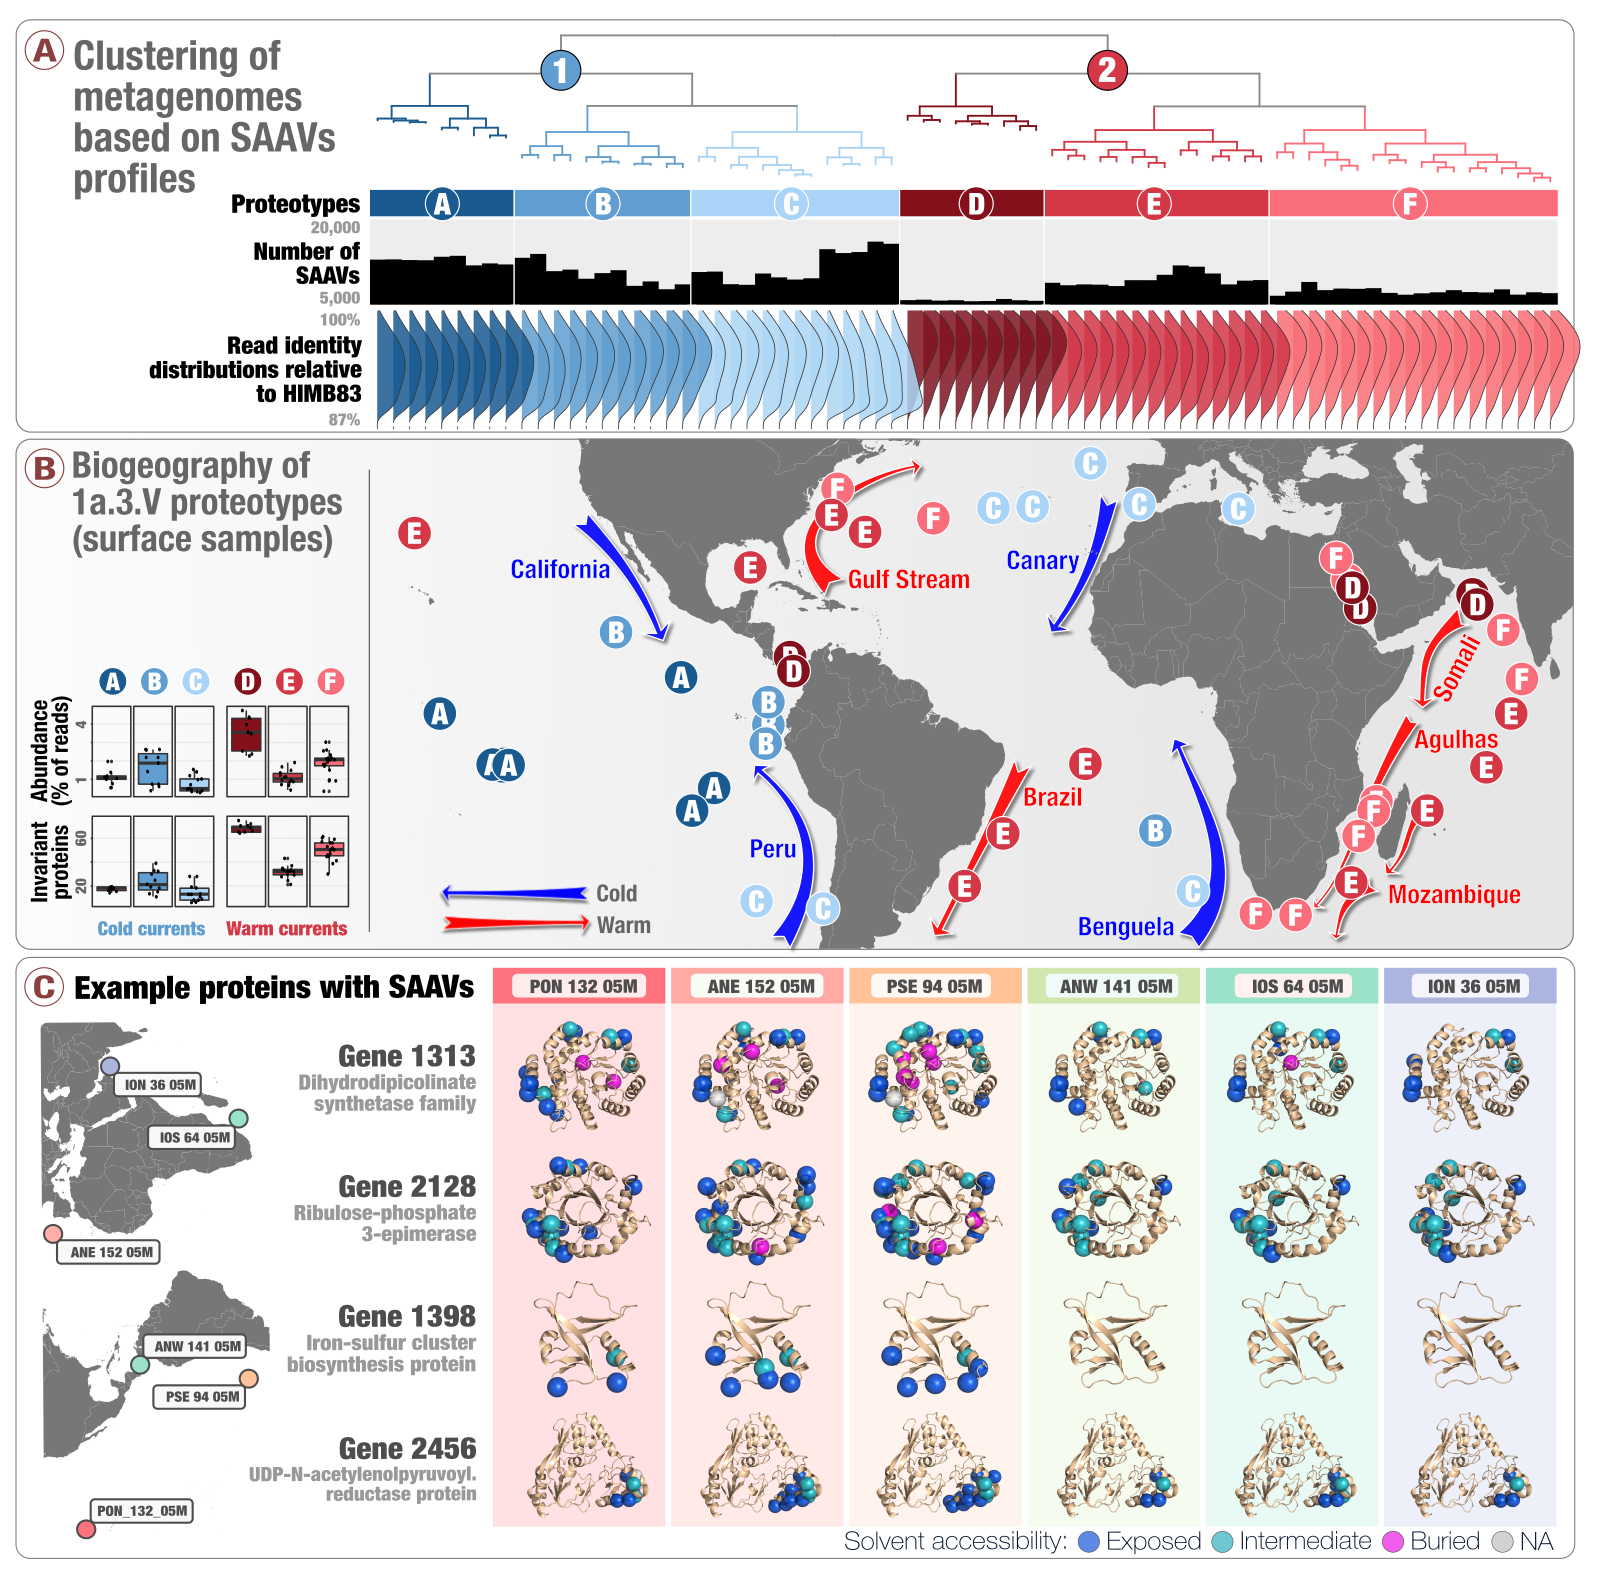 A
Clustering of
metagenomes
based on SAAVs
profiles
1
2
Proteotypes
A
B
C
D
E
F
20,000
Number of
SAAVs
5,000
100%
Read identity
distributions relative
to HIMB83
87%
B
Biogeography of
1a.3.V proteotypes
(surface samples)
A B C D E F
Abundance
(% of reads)
4
1
Invariant
proteins
60
20
Cold currents
Warm currents
E
California
B
A
A
A
A
A
A
E
F
E
E
Gulf Stream
F
C
C
C
C
C
Canary
D
D
B
B
B
C
C
Peru
Cold
Warm
E
Brazil
E
E
B
C
Benguela
F
D
D
D
D
F
Somali
F
E
Agulhas
E
F
F
F
E
E
Mozambique
F
F
C
Example proteins with SAAVs
PON 132 05M
ANE 152 05M
PSE 94 05M
ANW 141 05M
IOS 64 05M
ION 36 05M
Gene 1313
Dihydrodipicolinate
synthetase family
Gene 2128
Ribulose-phosphate
3-epimerase
Gene 1398
Iron-sulfur cluster
biosynthesis protein
Gene 2456
UDP-N-acetylenolpyruvoyl.
reductase protein
ION 36 05M
IOS 64 05M
ANE 152 05M
ANW 141 05M
PSE 94 05M
PON_132_05M
Solvent accessibility: Exposed Intermediate Buried NA